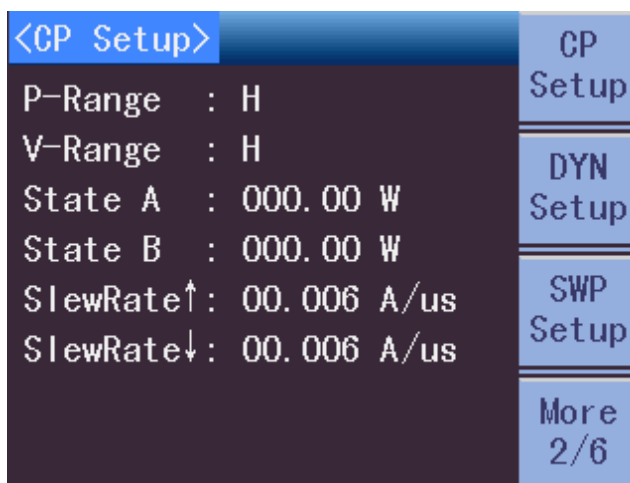 <CP Setup>
P-Range : H
V-Range : H
State A : 000.00 W
State B : 000.00 W
SlewRate↑: 00.006 A/us
SlewRate↓: 00.006 A/us
CP
Setup
DYN
Setup
SWP
Setup
More
2/6